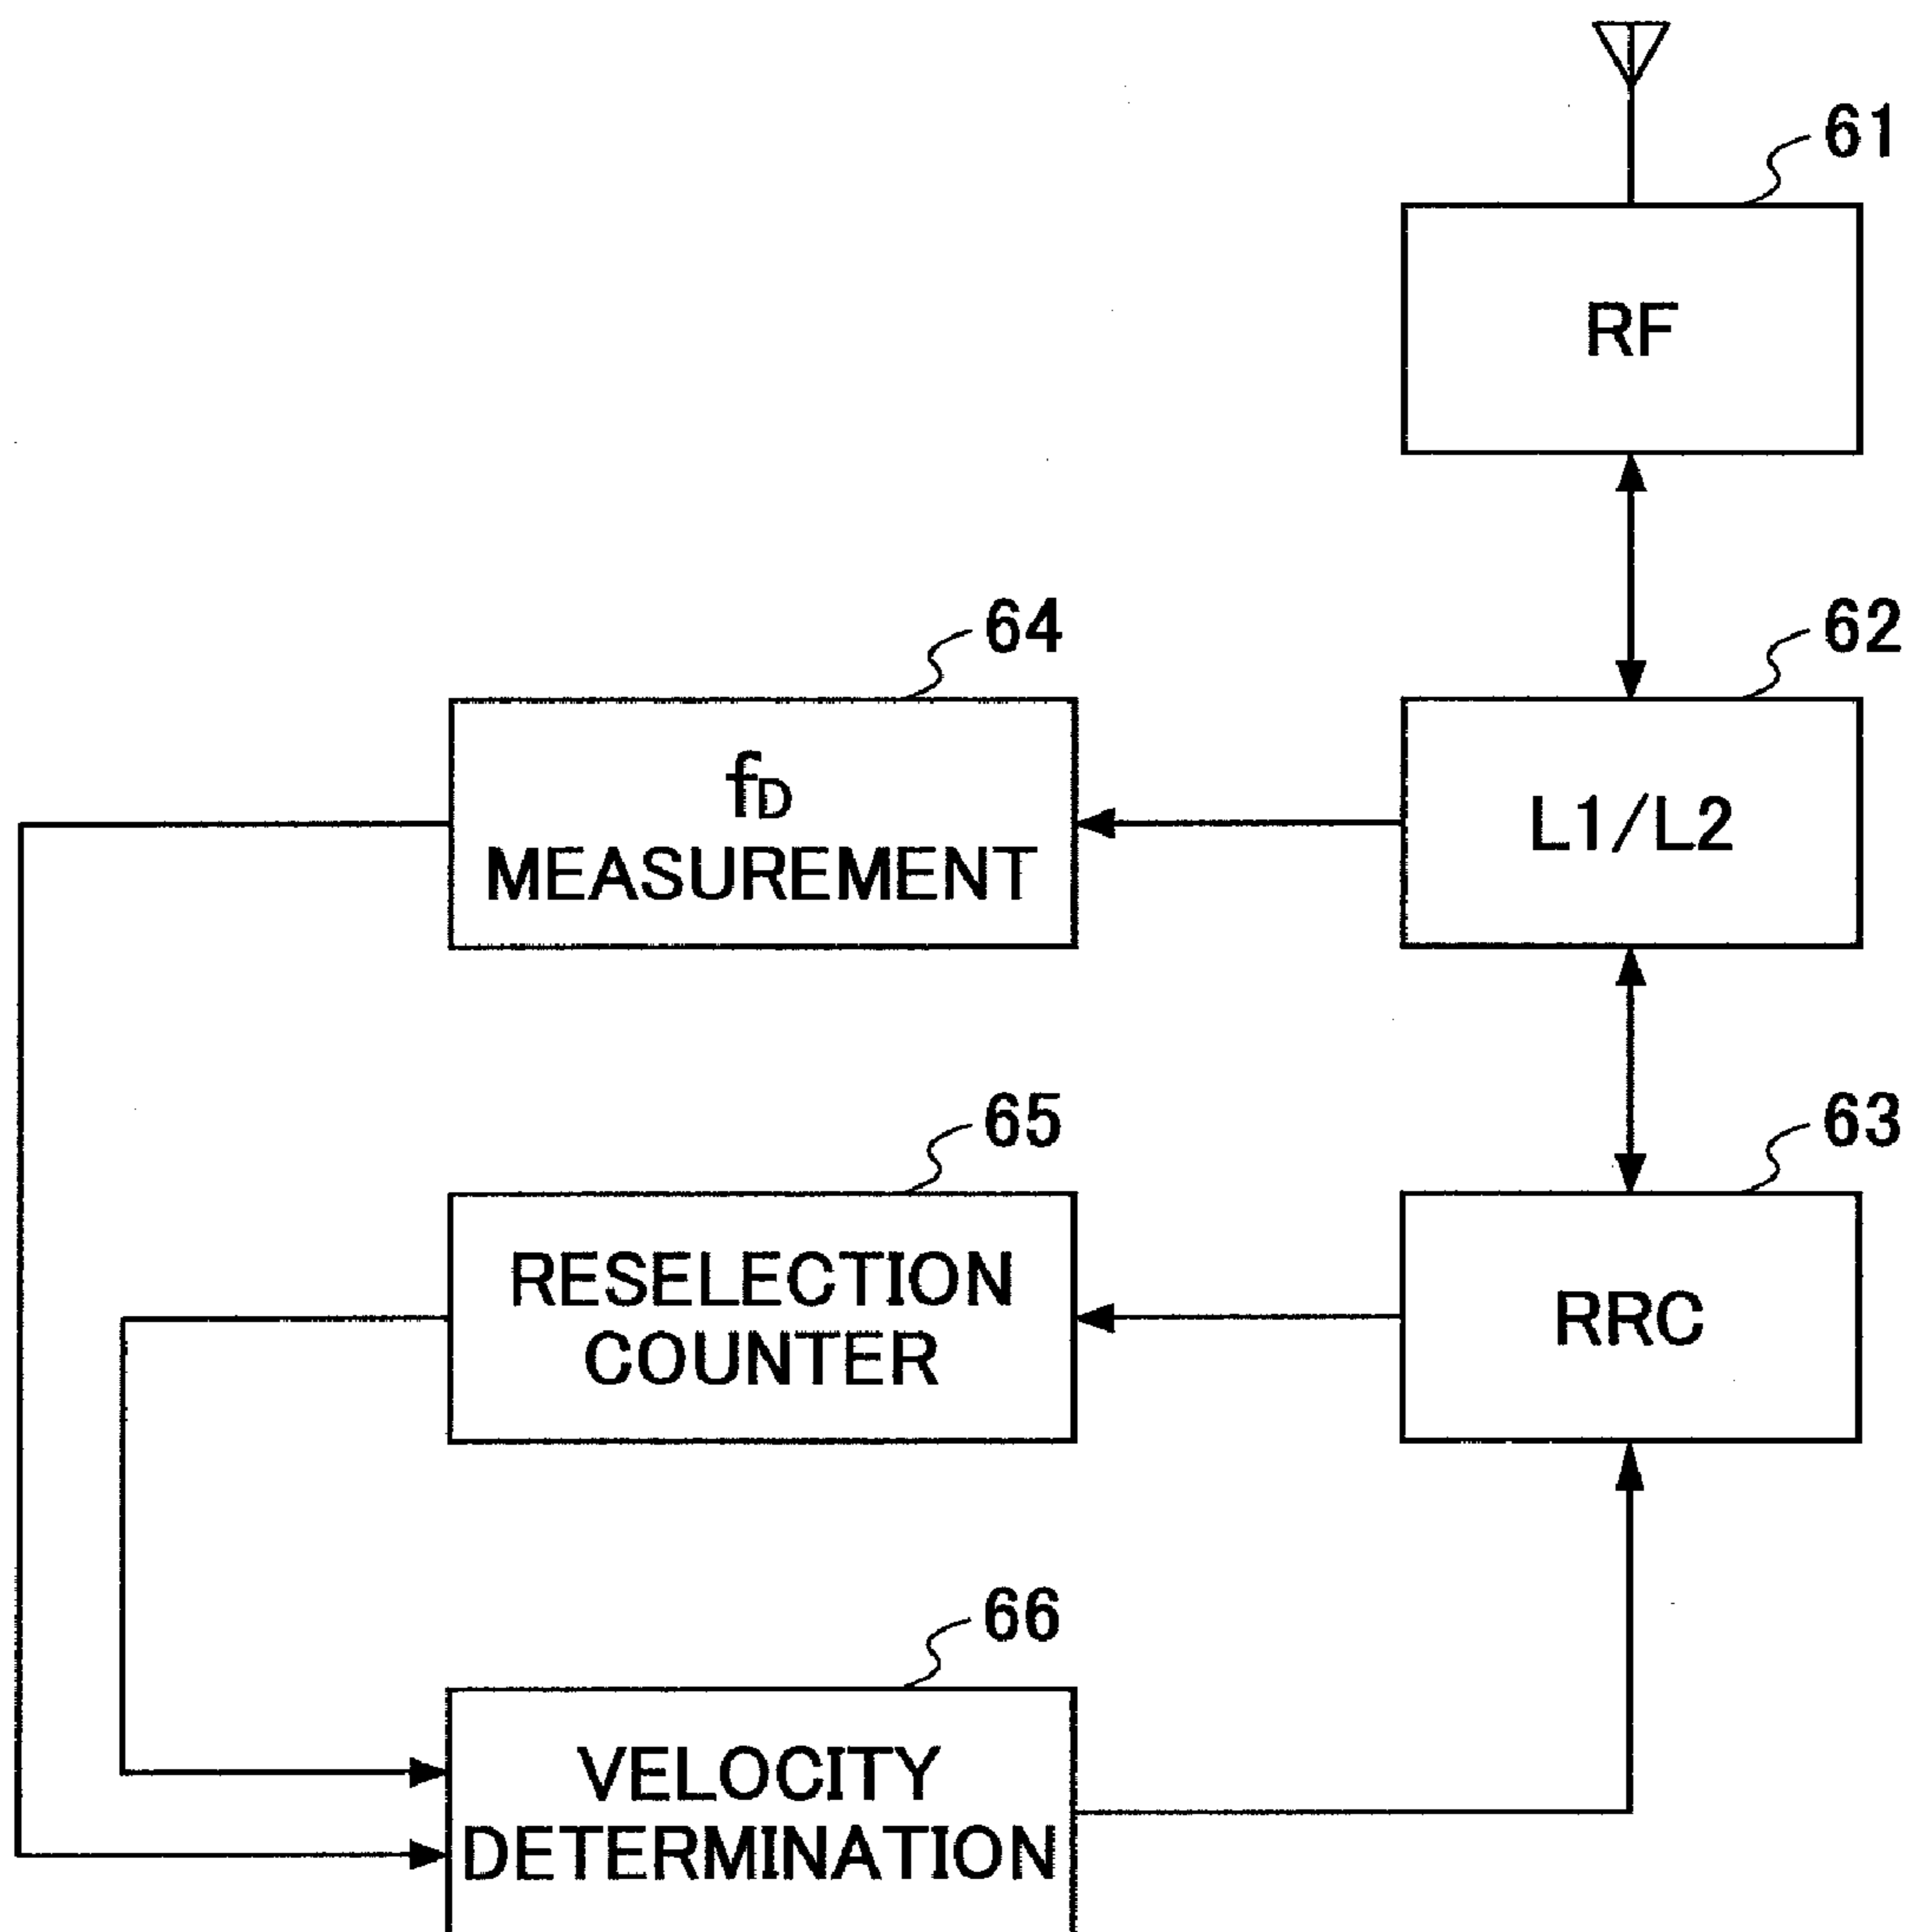 61
RF
64
62
fD
MEASUREMENT
L1/L2
65
63
RESELECTION
COUNTER
RRC
66
VELOCITY
DETERMINATION